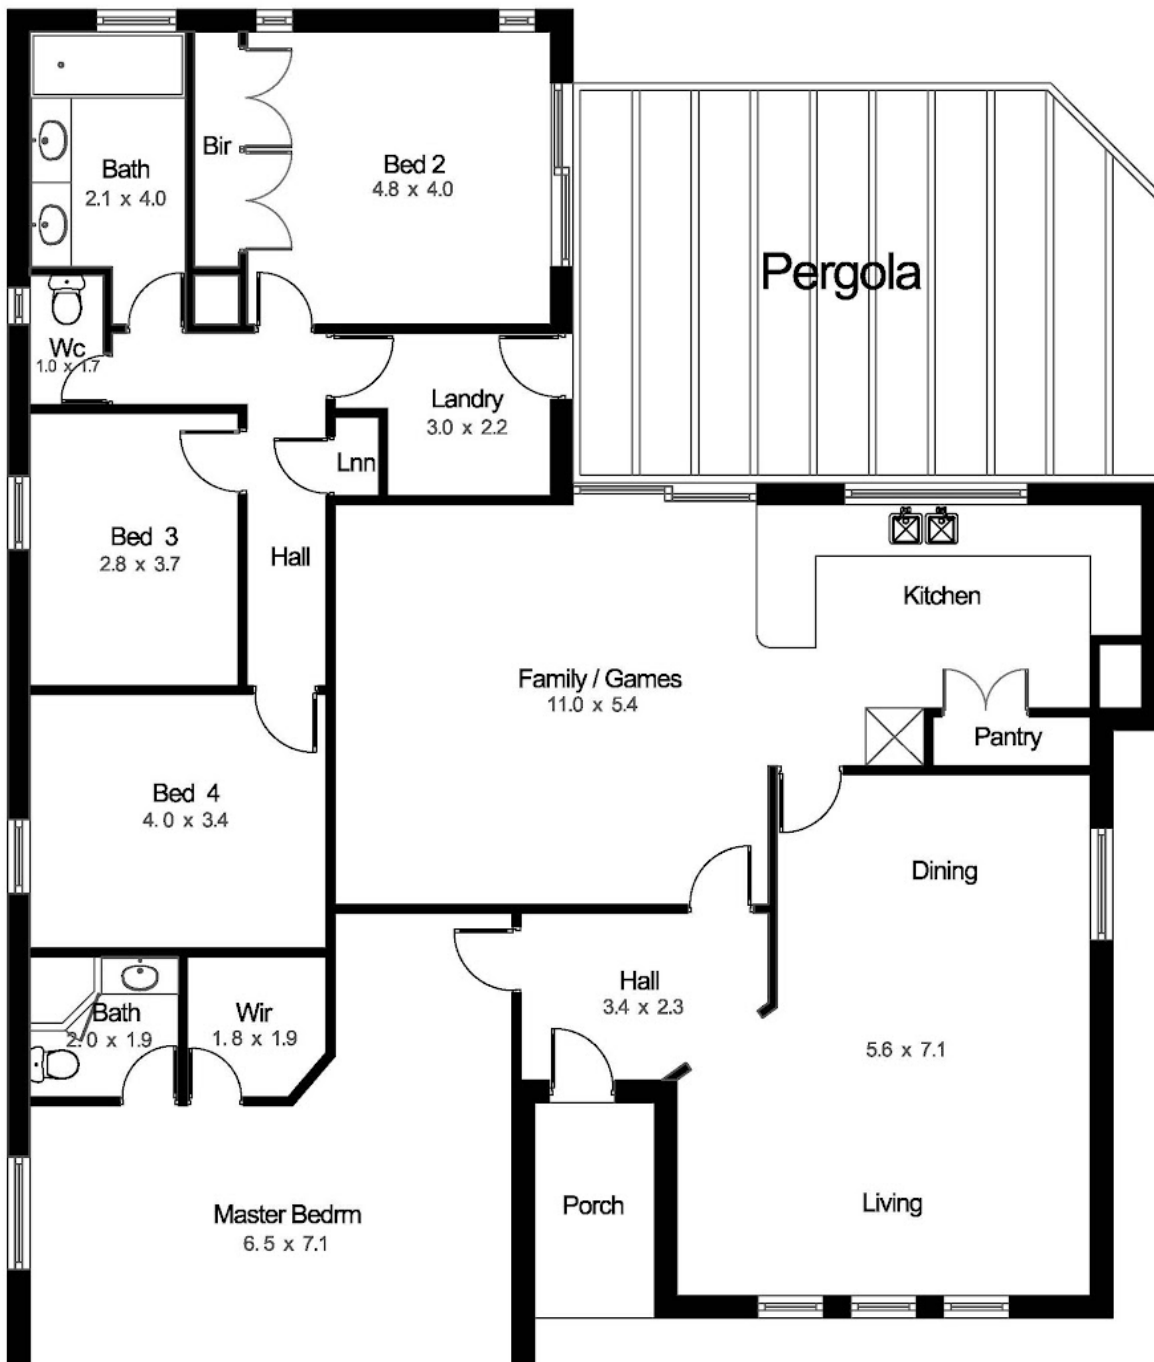 Bath
2.1 x 4.0
Bir
Bed 2
4.8 x 4.0
Pergola
Wc
1.0 x 1.7
Landry
3.0 x 2.2
Lnn
Bed 3
2.8 x 3.7
Hall
Kitchen
Family / Games
11.0 x 5.4
Pantry
Bed 4
4.0 x 3.4
Dining
Bath
2.0 x 1.9
Wir
1.8 x 1.9
Hall
3.4 x 2.3
5.6 x 7.1
Master Bedrm
6.5 x 7.1
Porch
Living